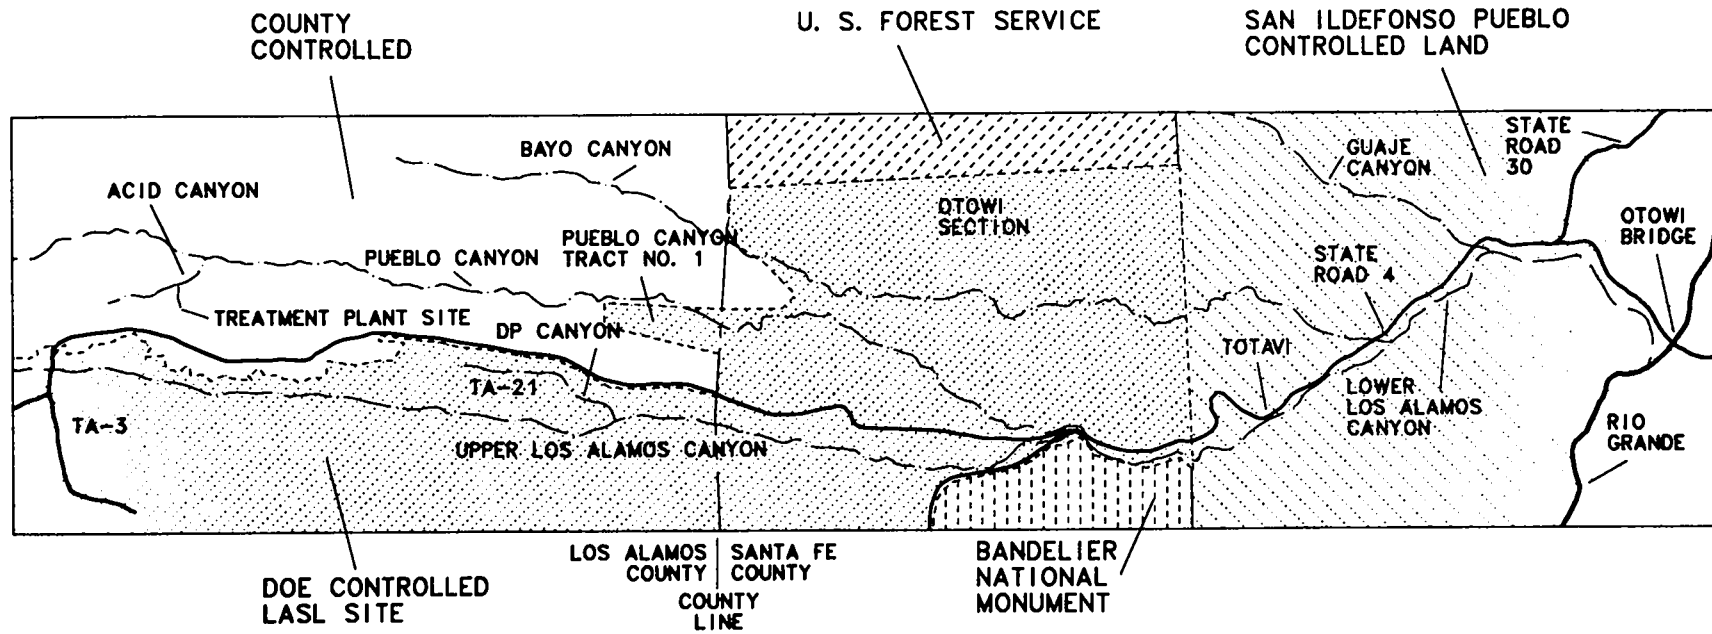 COUNTY
CONTROLLED
U. S. FOREST SERVICE
SAN ILDEFONSO PUEBLO
CONTROLLED LAND
BAYO CANYON
ACID CANYON
GUAJE
CANYON
STATE
ROAD
30
OTOWI
SECTION
OTOWI
BRIDGE
PUEBLO CANYON
TRACT NO. 1
PUEBLO CANYON
STATE
ROAD 4
TREATMENT PLANT SITE
DP CANYON
TOTAVI
TA-21
TA-3
LOWER
LOS ALAMOS
CANYON
UPPER LOS ALAMOS CANYON
RIO
GRANDE
DOE CONTROLLED
LASL SITE
LOS ALAMOS
COUNTY
SANTA FE
COUNTY
COUNTY
LINE
BANDELIER
NATIONAL
MONUMENT